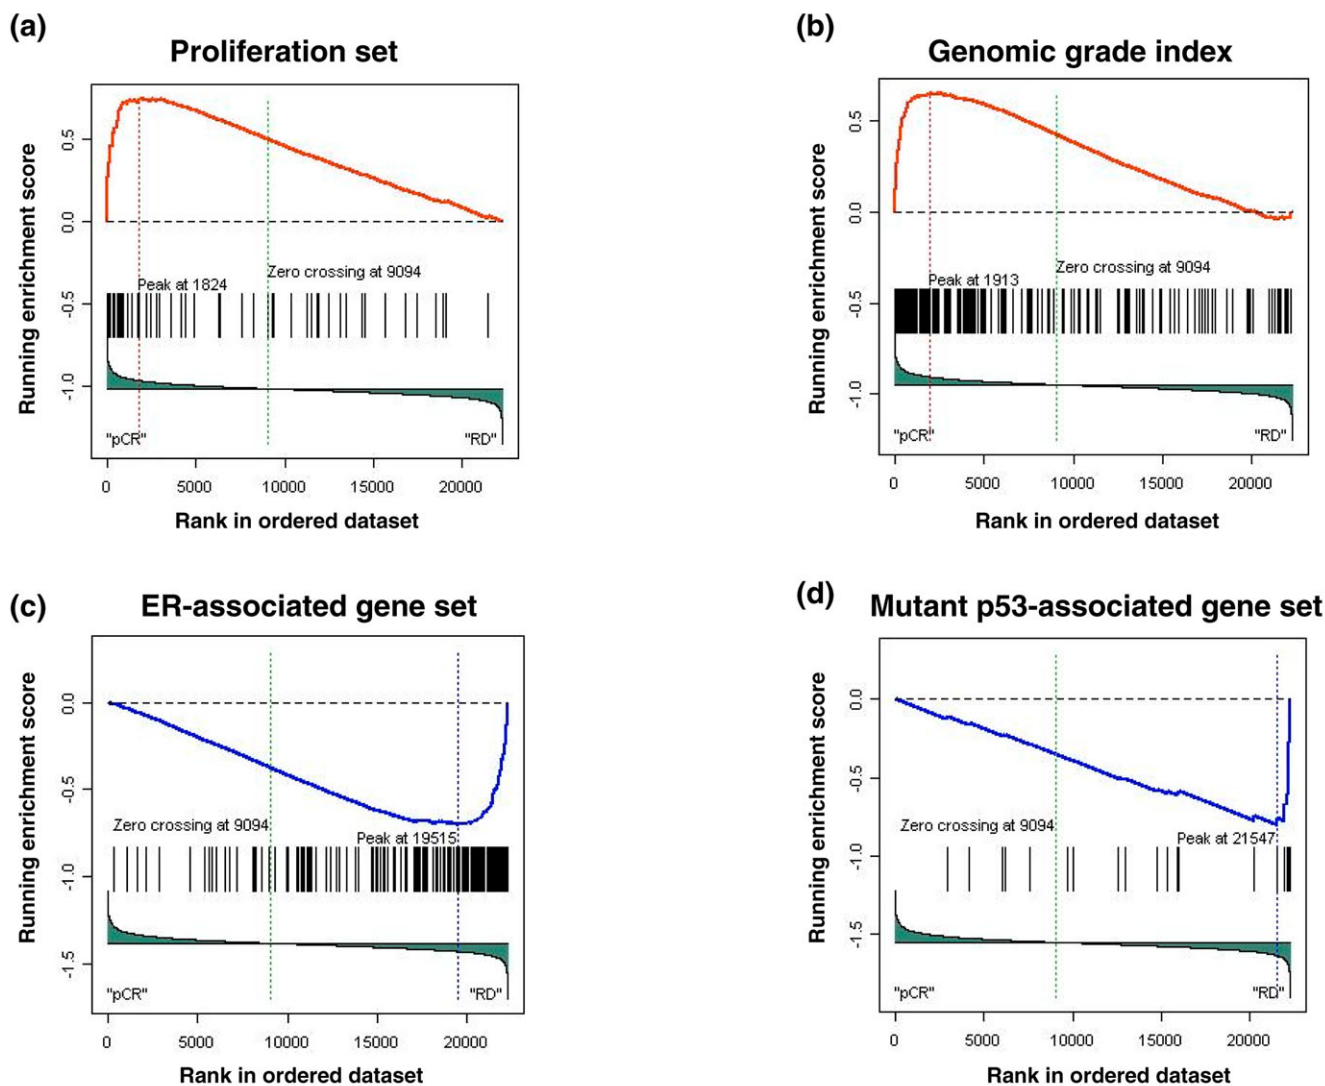 (a)
Proliferation set
Running enrichment score
0.5
0.0
-0.5
-1.0
Zero crossing at 9094
Peak at 1824
"pCR"
"RD"
0 5000 10000 15000 20000
Rank in ordered dataset
(b)
Genomic grade index
Running enrichment score
0.5
0.0
-0.5
-1.0
Zero crossing at 9094
Peak at 1913
"pCR"
"RD"
0 5000 10000 15000 20000
Rank in ordered dataset
(c)
ER-associated gene set
Running enrichment score
0.0
-0.5
-1.0
-1.5
Zero crossing at 9094
Peak at 19515
"pCR"
"RD"
0 5000 10000 15000 20000
Rank in ordered dataset
(d)
Mutant p53-associated gene set
Running enrichment score
0.0
-0.5
-1.0
-1.5
Zero crossing at 9094
Peak at 21547
"pCR"
"RD"
0 5000 10000 15000 20000
Rank in ordered dataset